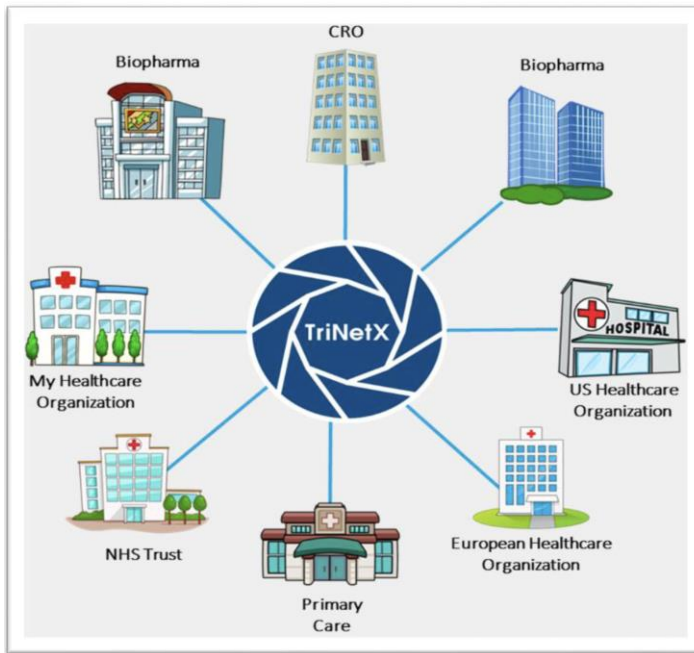 CRO
Biopharma
Biopharma
TriNetX
HOSPITAL
My Healthcare
Organization
US Healthcare
Organization
NHS Trust
European Healthcare
Organization
Primary
Care